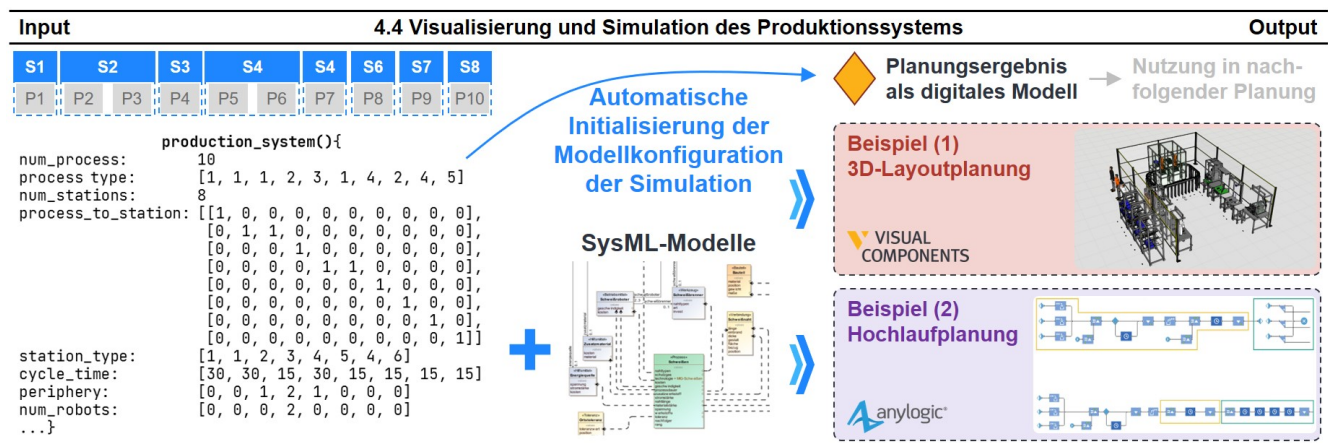 Input
4.4 Visualisierung und Simulation des Produktionssystems
Output
S1 S2 S3 S4 S4 S6 S7 S8
P1 P2 P3 P4 P5 P6 P7 P8 P9 P10
production_system(){
num_process: 10
process type: [1, 1, 1, 2, 3, 1, 4, 2, 4, 5]
num_stations: 8
process_to_station: [[1, 0, 0, 0, 0, 0, 0, 0, 0, 0],
[0, 1, 1, 0, 0, 0, 0, 0, 0, 0],
[0, 0, 0, 1, 0, 0, 0, 0, 0, 0],
[0, 0, 0, 0, 1, 1, 0, 0, 0, 0],
[0, 0, 0, 0, 0, 0, 1, 0, 0, 0],
[0, 0, 0, 0, 0, 0, 0, 1, 0, 0],
[0, 0, 0, 0, 0, 0, 0, 0, 1, 0],
[0, 0, 0, 0, 0, 0, 0, 0, 0, 1]]
station_type: [1, 1, 2, 3, 4, 5, 4, 6]
cycle_time: [30, 30, 15, 30, 15, 15, 15, 15]
periphery: [0, 0, 1, 2, 1, 0, 0, 0]
num_robots: [0, 0, 0, 2, 0, 0, 0, 0]
...}
Automatische
Initialisierung der
Modellkonfiguration
der Simulation
SysML-Modelle
Planungsergebnis
als digitales Modell
Nutzung in nach-
folgender Planung
Beispiel (1)
3D-Layoutplanung
VISUAL
COMPONENTS
Beispiel (2)
Hochlaufplanung
anylogic